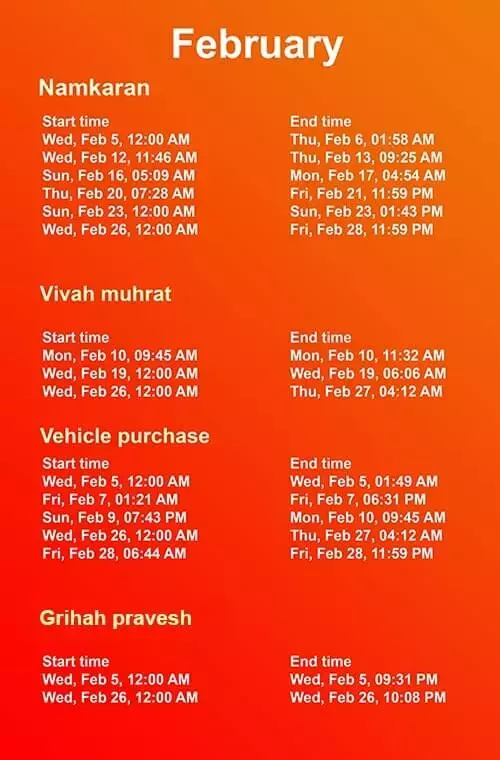 February
Namkaran
Start time End time
Wed, Feb 5, 12:00 AM Thu, Feb 6, 01:58 AM
Wed, Feb 12, 11:46 AM Thu, Feb 13, 09:25 AM
Sun, Feb 16, 05:09 AM Mon, Feb 17, 04:54 AM
Thu, Feb 20, 07:28 AM Fri, Feb 21, 11:59 PM
Sun, Feb 23, 12:00 AM Sun, Feb 23, 01:43 PM
Wed, Feb 26, 12:00 AM Fri, Feb 28, 11:59 PM
Vivah muhrat
Start time End time
Mon, Feb 10, 09:45 AM Mon, Feb 10, 11:32 AM
Wed, Feb 19, 12:00 AM Wed, Feb 19, 06:06 AM
Wed, Feb 26, 12:00 AM Thu, Feb 27, 04:12 AM
Vehicle purchase
Start time End time
Wed, Feb 5, 12:00 AM Wed, Feb 5, 01:49 AM
Fri, Feb 7, 01:21 AM Fri, Feb 7, 06:31 PM
Sun, Feb 9, 07:43 PM Mon, Feb 10, 09:45 AM
Wed, Feb 26, 12:00 AM Thu, Feb 27, 04:12 AM
Fri, Feb 28, 06:44 AM Fri, Feb 28, 11:59 PM
Grihah pravesh
Start time End time
Wed, Feb 5, 12:00 AM Wed, Feb 5, 09:31 PM
Wed, Feb 26, 12:00 AM Wed, Feb 26, 10:08 PM